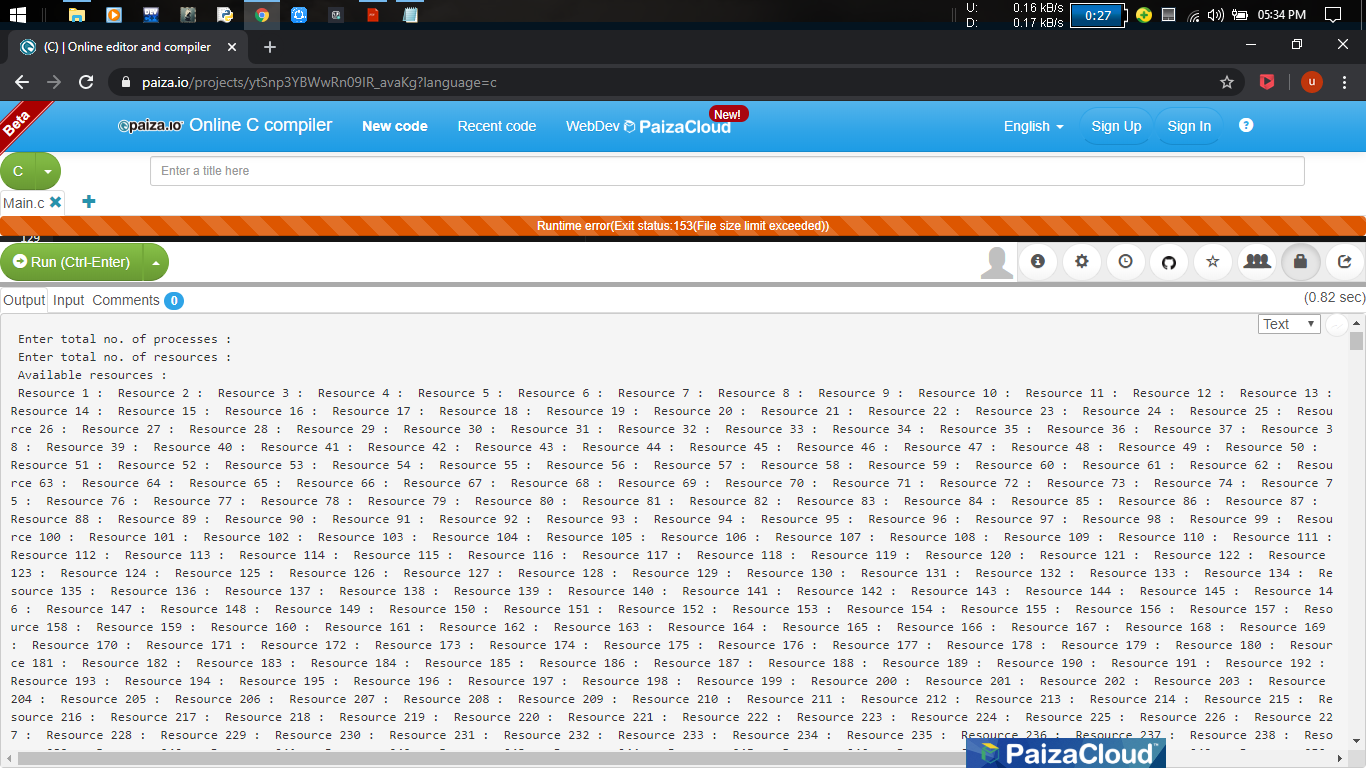 U: 0.16 kB/s
D: 0.17 kB/s
0:27
05:34 PM
(C) | Online editor and compiler
paiza.io/projects/ytSnp3YBWwRn09IR_avaKg?language=c
u
Beta
paiza.io Online C compiler New code Recent code WebDev PaizaCloud New! English Sign Up Sign In ?
C Enter a title here
Main.c
Runtime error(Exit status:153(File size limit exceeded))
129
Run (Ctrl-Enter)
Output Input Comments 0 (0.82 sec)
Text
Enter total no. of processes :
Enter total no. of resources :
Available resources :
Resource 1 :  Resource 2 :  Resource 3 :  Resource 4 :  Resource 5 :  Resource 6 :  Resource 7 :  Resource 8 :  Resource 9 :  Resource 10 :  Resource 11 :  Resource 12 :  Resource 13 :
Resource 14 :  Resource 15 :  Resource 16 :  Resource 17 :  Resource 18 :  Resource 19 :  Resource 20 :  Resource 21 :  Resource 22 :  Resource 23 :  Resource 24 :  Resource 25 :  Resou
rce 26 :  Resource 27 :  Resource 28 :  Resource 29 :  Resource 30 :  Resource 31 :  Resource 32 :  Resource 33 :  Resource 34 :  Resource 35 :  Resource 36 :  Resource 37 :  Resource 3
8 :  Resource 39 :  Resource 40 :  Resource 41 :  Resource 42 :  Resource 43 :  Resource 44 :  Resource 45 :  Resource 46 :  Resource 47 :  Resource 48 :  Resource 49 :  Resource 50 :
Resource 51 :  Resource 52 :  Resource 53 :  Resource 54 :  Resource 55 :  Resource 56 :  Resource 57 :  Resource 58 :  Resource 59 :  Resource 60 :  Resource 61 :  Resource 62 :  Resou
rce 63 :  Resource 64 :  Resource 65 :  Resource 66 :  Resource 67 :  Resource 68 :  Resource 69 :  Resource 70 :  Resource 71 :  Resource 72 :  Resource 73 :  Resource 74 :  Resource 7
5 :  Resource 76 :  Resource 77 :  Resource 78 :  Resource 79 :  Resource 80 :  Resource 81 :  Resource 82 :  Resource 83 :  Resource 84 :  Resource 85 :  Resource 86 :  Resource 87 :
Resource 88 :  Resource 89 :  Resource 90 :  Resource 91 :  Resource 92 :  Resource 93 :  Resource 94 :  Resource 95 :  Resource 96 :  Resource 97 :  Resource 98 :  Resource 99 :  Resou
rce 100 :  Resource 101 :  Resource 102 :  Resource 103 :  Resource 104 :  Resource 105 :  Resource 106 :  Resource 107 :  Resource 108 :  Resource 109 :  Resource 110 :  Resource 111 :
Resource 112 :  Resource 113 :  Resource 114 :  Resource 115 :  Resource 116 :  Resource 117 :  Resource 118 :  Resource 119 :  Resource 120 :  Resource 121 :  Resource 122 :  Resource
123 :  Resource 124 :  Resource 125 :  Resource 126 :  Resource 127 :  Resource 128 :  Resource 129 :  Resource 130 :  Resource 131 :  Resource 132 :  Resource 133 :  Resource 134 :  Re
source 135 :  Resource 136 :  Resource 137 :  Resource 138 :  Resource 139 :  Resource 140 :  Resource 141 :  Resource 142 :  Resource 143 :  Resource 144 :  Resource 145 :  Resource 14
6 :  Resource 147 :  Resource 148 :  Resource 149 :  Resource 150 :  Resource 151 :  Resource 152 :  Resource 153 :  Resource 154 :  Resource 155 :  Resource 156 :  Resource 157 :  Reso
urce 158 :  Resource 159 :  Resource 160 :  Resource 161 :  Resource 162 :  Resource 163 :  Resource 164 :  Resource 165 :  Resource 166 :  Resource 167 :  Resource 168 :  Resource 169
:  Resource 170 :  Resource 171 :  Resource 172 :  Resource 173 :  Resource 174 :  Resource 175 :  Resource 176 :  Resource 177 :  Resource 178 :  Resource 179 :  Resource 180 :  Resour
ce 181 :  Resource 182 :  Resource 183 :  Resource 184 :  Resource 185 :  Resource 186 :  Resource 187 :  Resource 188 :  Resource 189 :  Resource 190 :  Resource 191 :  Resource 192 :
Resource 193 :  Resource 194 :  Resource 195 :  Resource 196 :  Resource 197 :  Resource 198 :  Resource 199 :  Resource 200 :  Resource 201 :  Resource 202 :  Resource 203 :  Resource
204 :  Resource 205 :  Resource 206 :  Resource 207 :  Resource 208 :  Resource 209 :  Resource 210 :  Resource 211 :  Resource 212 :  Resource 213 :  Resource 214 :  Resource 215 :  Re
source 216 :  Resource 217 :  Resource 218 :  Resource 219 :  Resource 220 :  Resource 221 :  Resource 222 :  Resource 223 :  Resource 224 :  Resource 225 :  Resource 226 :  Resource 22
7 :  Resource 228 :  Resource 229 :  Resource 230 :  Resource 231 :  Resource 232 :  Resource 233 :  Resource 234 :  Resource 235 :  Resource 236 :  Resource 237 :  Resource 238 :  Reso
PaizaCloud